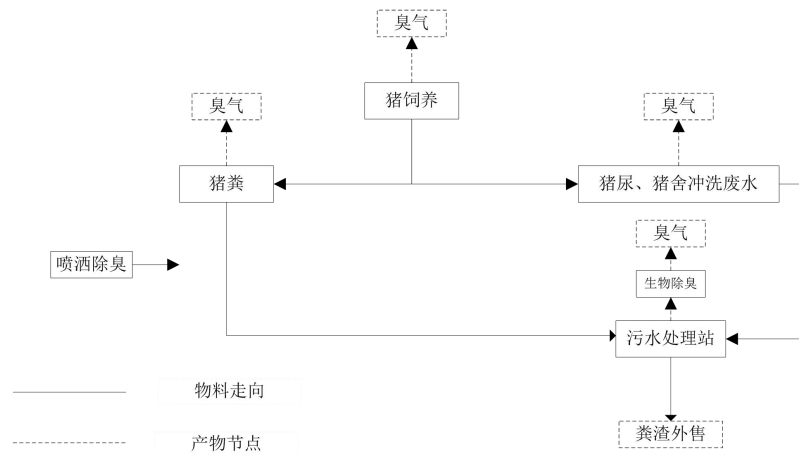 臭气
猪饲养
臭气
臭气
猪粪
猪尿、猪舍冲洗废水
臭气
喷洒除臭
生物除臭
污水处理站
物料走向
粪渣外售
产物节点